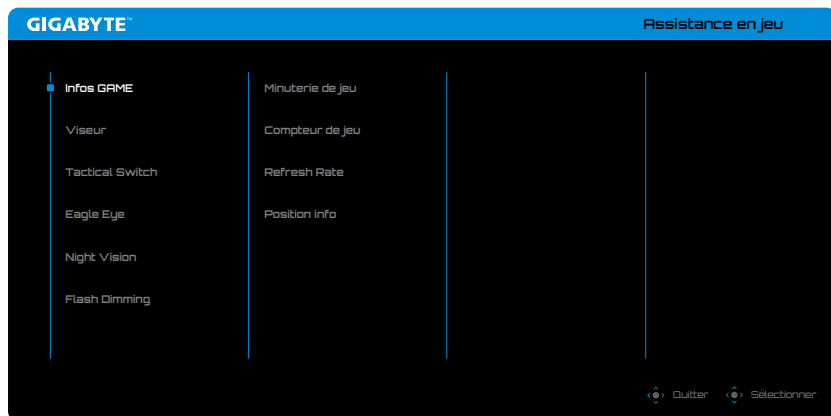 GIGABYTE™
Assistance en jeu
Infos GAME
Minuterie de jeu
Viseur
Compteur de jeu
Tactical Switch
Refresh Rate
Eagle Eye
Position info
Night Vision
Flash Dimming
Quitter
Sélectionner